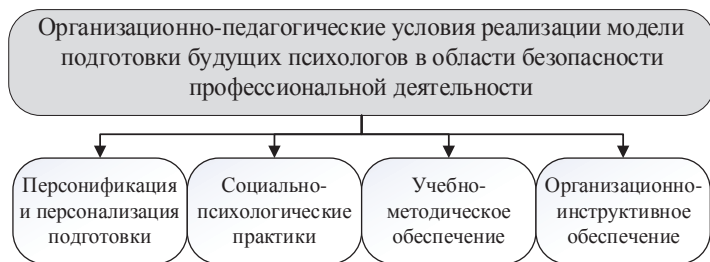 Организационно-педагогические условия реализации модели
подготовки будущих психологов в области безопасности
профессиональной деятельности
Персонификация
и персонализация
подготовки
Социально-
психологические
практики
Учебно-
методическое
обеспечение
Организационно-
инструктивное
обеспечение